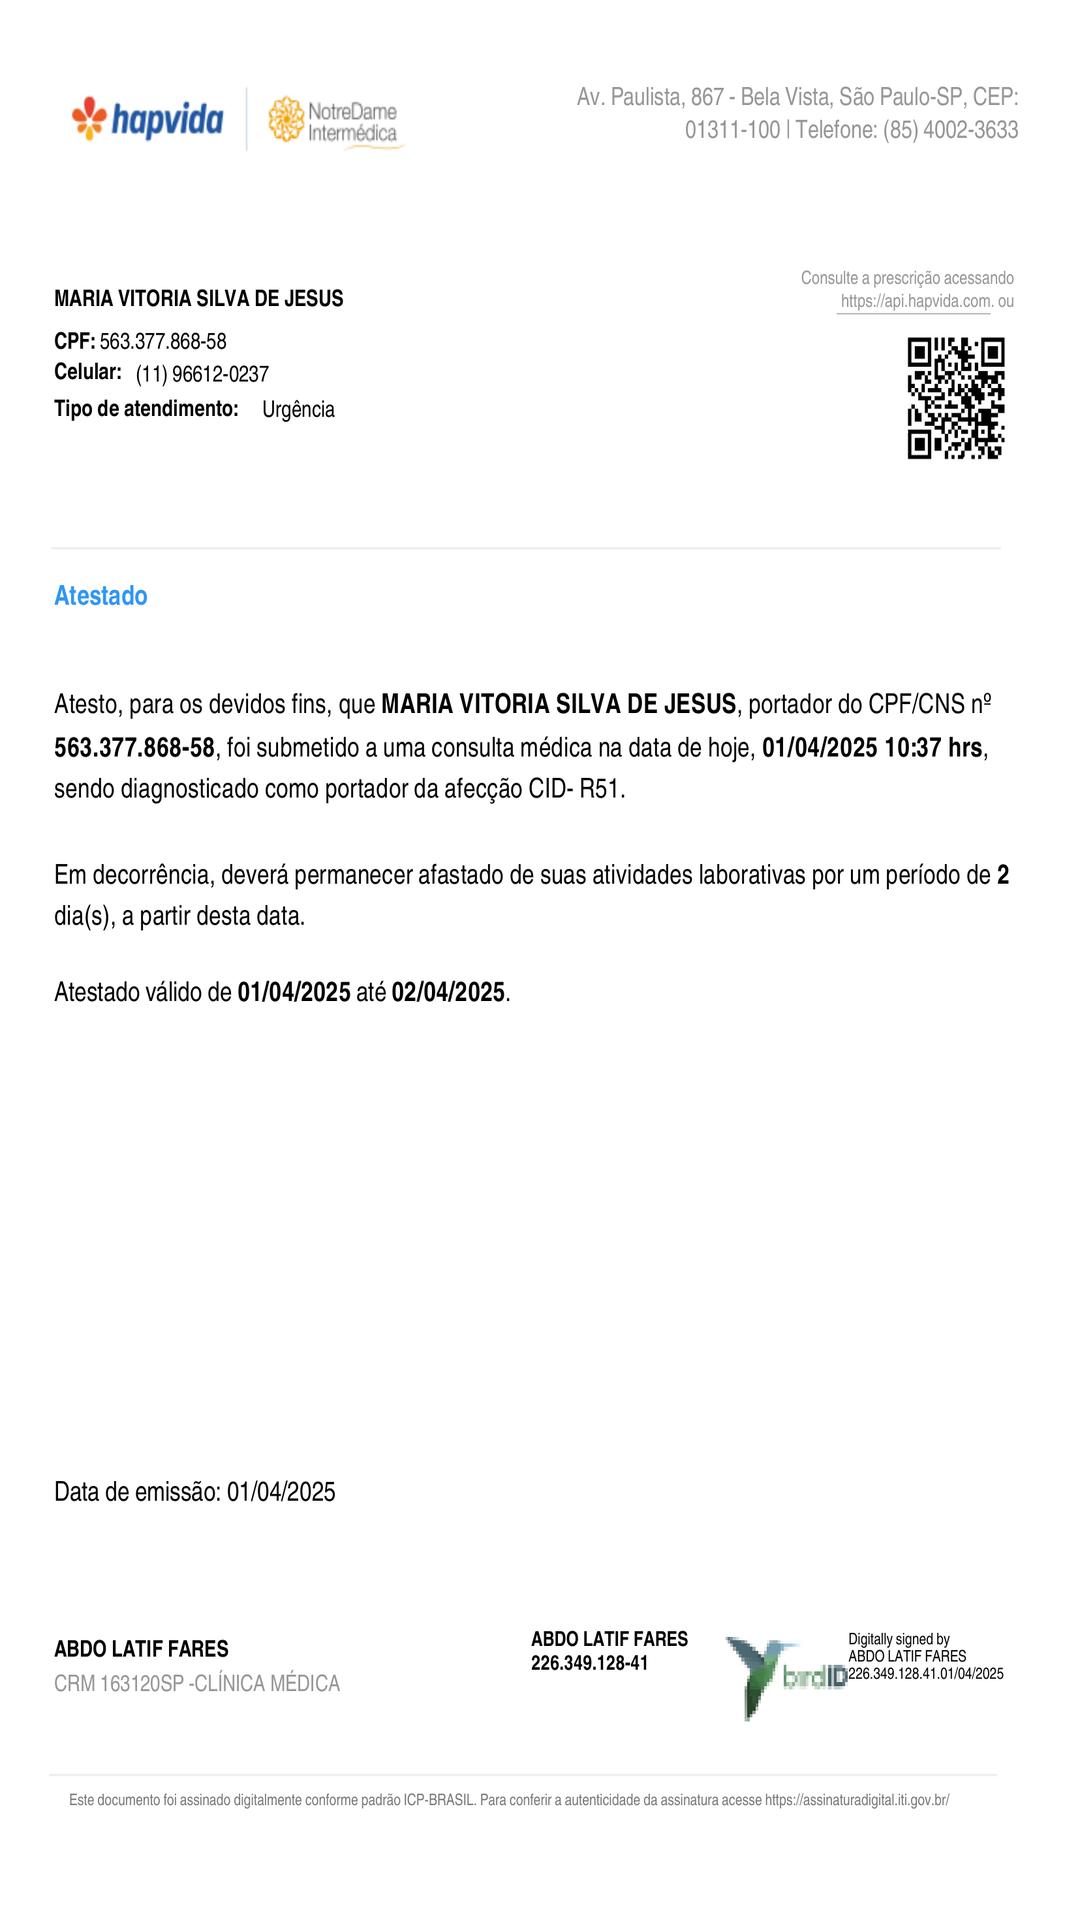 hapvida
NotreDame
Intermédica
Av. Paulista, 867 - Bela Vista, São Paulo-SP, CEP:
01311-100 | Telefone: (85) 4002-3633
Consulte a prescrição acessando
https://api.hapvida.com. ou
MARIA VITORIA SILVA DE JESUS
CPF: 563.377.868-58
Celular: (11) 96612-0237
Tipo de atendimento: Urgência
Atestado
Atesto, para os devidos fins, que MARIA VITORIA SILVA DE JESUS, portador do CPF/CNS nº
563.377.868-58, foi submetido a uma consulta médica na data de hoje, 01/04/2025 10:37 hrs,
sendo diagnosticado como portador da afecção CID- R51.
Em decorrência, deverá permanecer afastado de suas atividades laborativas por um período de 2
dia(s), a partir desta data.
Atestado válido de 01/04/2025 até 02/04/2025.
Data de emissão: 01/04/2025
ABDO LATIF FARES
CRM 163120SP -CLÍNICA MÉDICA
ABDO LATIF FARES
226.349.128-41
birdID
Digitally signed by
ABDO LATIF FARES
226.349.128.41.01/04/2025
Este documento foi assinado digitalmente conforme padrão ICP-BRASIL. Para conferir a autenticidade da assinatura acesse https://assinaturadigital.iti.gov.br/